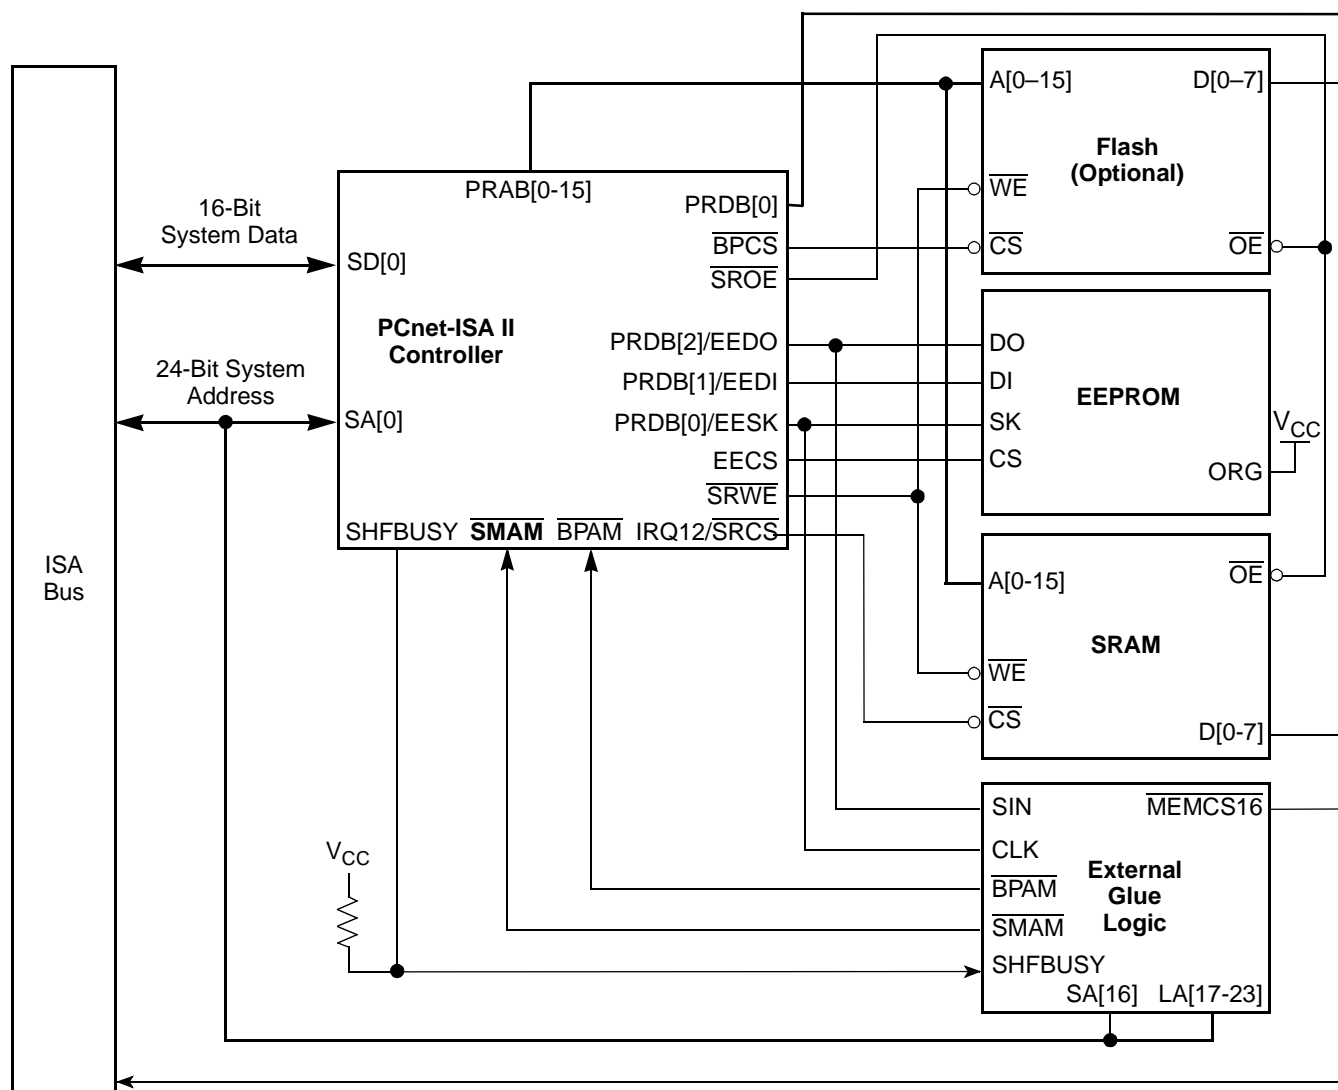 ISA
Bus
16-Bit
System Data
24-Bit System
Address
PRAB[0-15]
SD[0]
SA[0]
PCnet-ISA II
Controller
PRDB[0]
BPCS
SROE
PRDB[2]/EEDO
PRDB[1]/EEDI
PRDB[0]/EESK
EECS
SRWE
SHFBUSY SMAM BPAM IRQ12/SRCS
A[0–15] D[0–7]
Flash
(Optional)
WE
CS OE
DO
DI
EEPROM
SK
CS
VCC
ORG
A[0-15] OE
SRAM
WE
CS
D[0-7]
SIN MEMCS16
CLK
External
Glue
Logic
BPAM
SMAM
SHFBUSY
SA[16] LA[17-23]
VCC